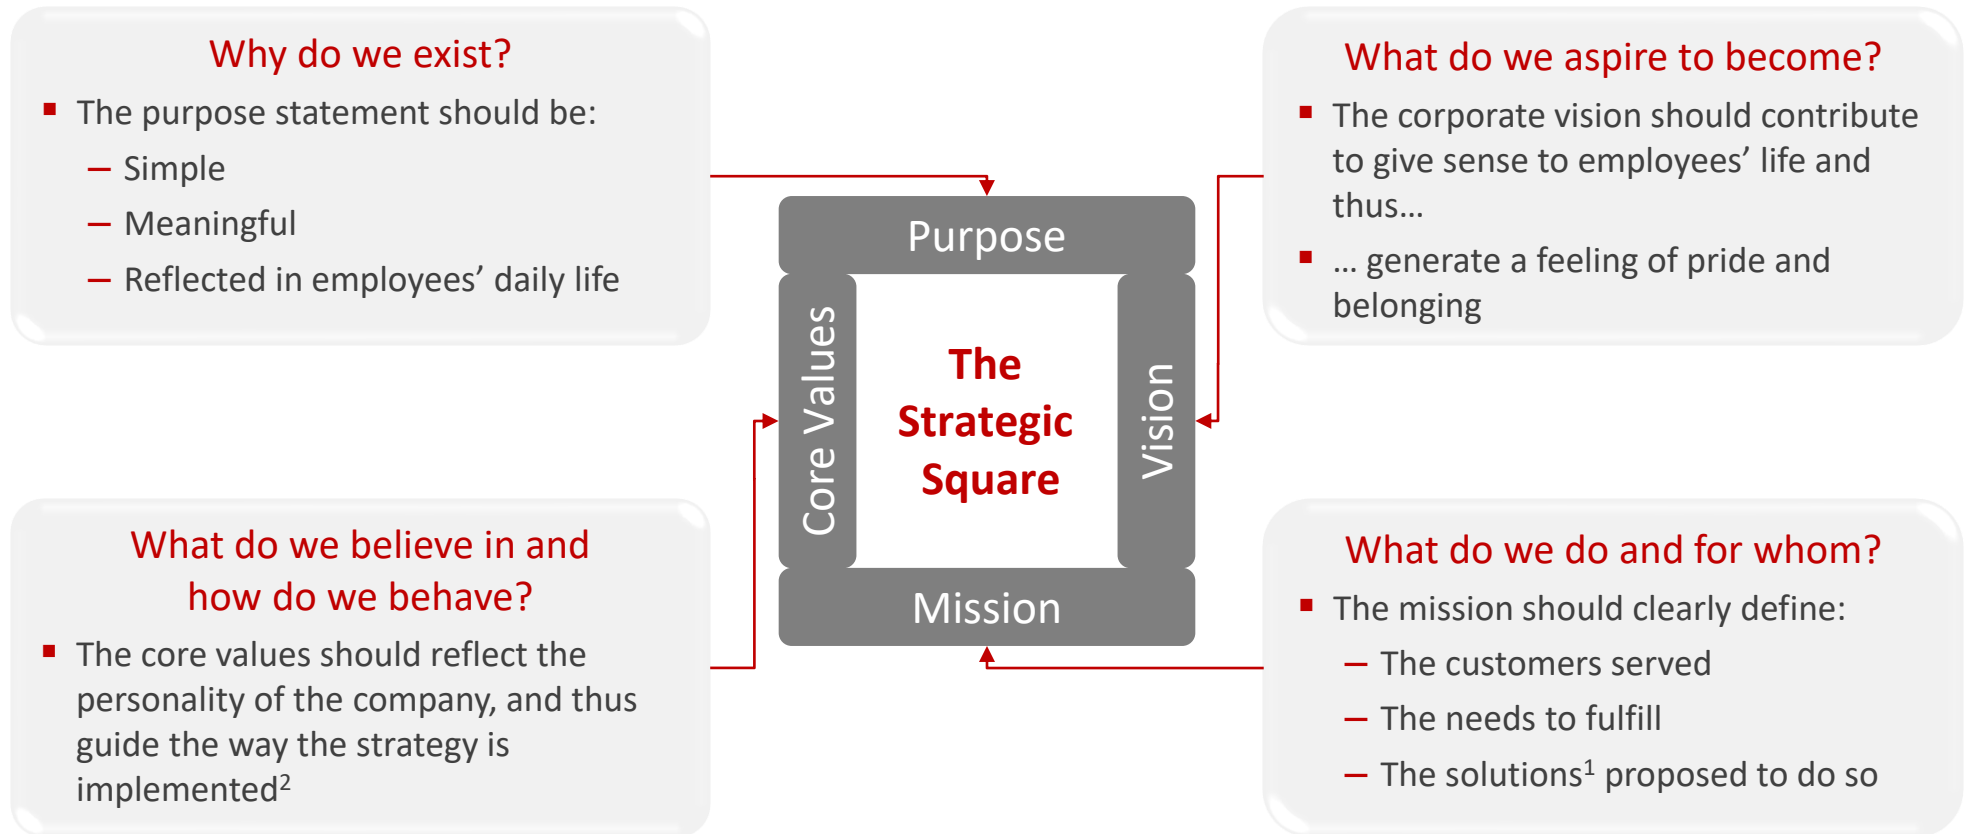 Why do we exist?
▪ The purpose statement should be:
– Simple
– Meaningful
– Reflected in employees’ daily life
What do we aspire to become?
▪ The corporate vision should contribute
to give sense to employees’ life and
thus…
▪ … generate a feeling of pride and
belonging
Purpose
Core Values
The
Strategic
Square
Vision
Mission
What do we believe in and
how do we behave?
▪ The core values should reflect the
personality of the company, and thus
guide the way the strategy is
implemented²
What do we do and for whom?
▪ The mission should clearly define:
– The customers served
– The needs to fulfill
– The solutions¹ proposed to do so